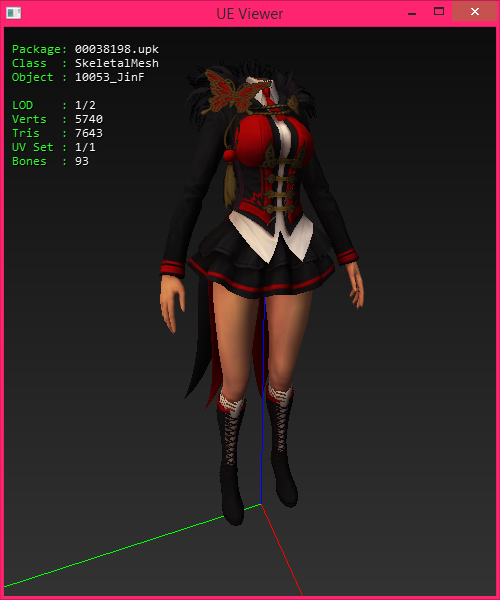 UE Viewer
Package: 00038198.upk
Class  : SkeletalMesh
Object : 10053_JinF
LOD    : 1/2
Verts  : 5740
Tris   : 7643
UV Set : 1/1
Bones  : 93